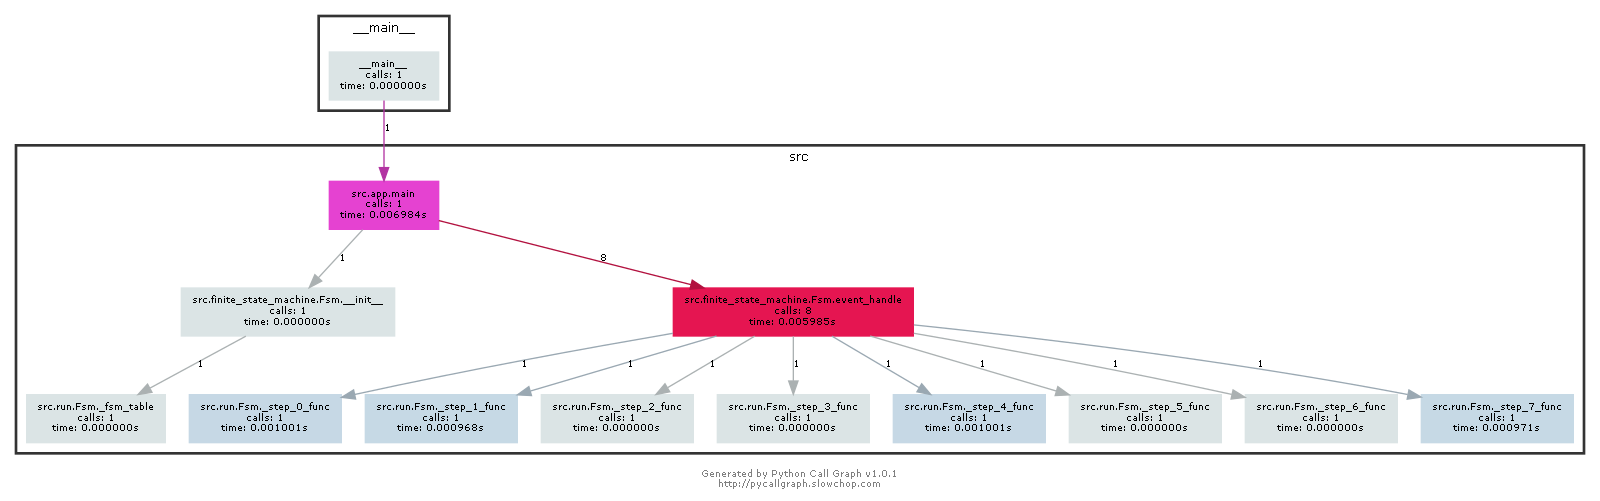 __main__
__main__
calls: 1
time: 0.000000s
1
src
src.app.main
calls: 1
time: 0.006984s
1
8
src.finite_state_machine.Fsm.__init__
calls: 1
time: 0.000000s
src.finite_state_machine.Fsm.event_handle
calls: 8
time: 0.005985s
1
1
1
1
1
1
1
1
1
src.run.Fsm._fsm_table
calls: 1
time: 0.000000s
src.run.Fsm._step_0_func
calls: 1
time: 0.001001s
src.run.Fsm._step_1_func
calls: 1
time: 0.000968s
src.run.Fsm._step_2_func
calls: 1
time: 0.000000s
src.run.Fsm._step_3_func
calls: 1
time: 0.000000s
src.run.Fsm._step_4_func
calls: 1
time: 0.001001s
src.run.Fsm._step_5_func
calls: 1
time: 0.000000s
src.run.Fsm._step_6_func
calls: 1
time: 0.000000s
src.run.Fsm._step_7_func
calls: 1
time: 0.000971s
Generated by Python Call Graph v1.0.1
http://pycallgraph.slowchop.com